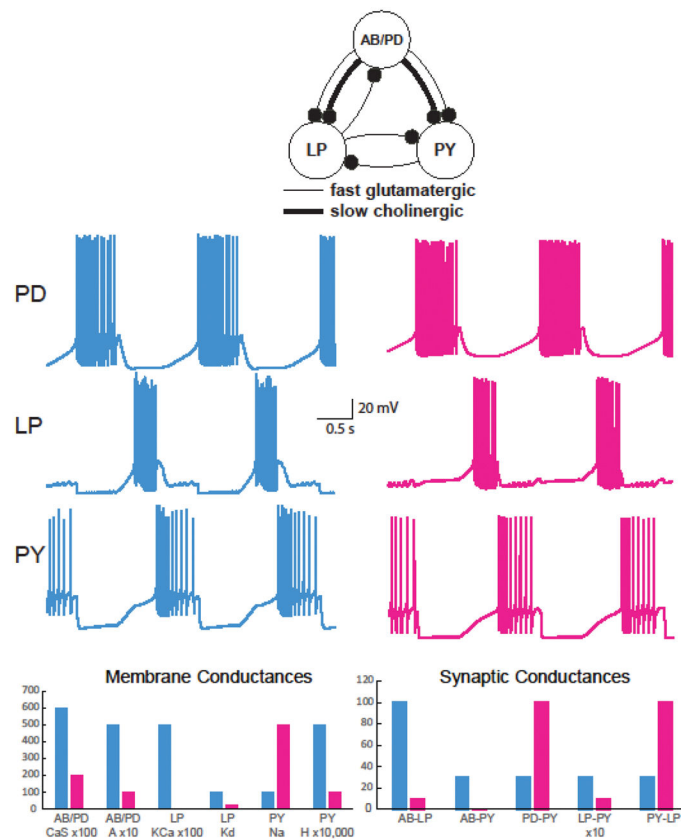 AB/PD
LP
PY
fast glutamatergic
slow cholinergic
PD
LP
20 mV
0.5 s
PY
Membrane Conductances
700
600
500
400
300
200
100
0
AB/PD AB/PD LP LP PY PY
CaS x100 A x10 KCa x100 Kd Na H x10,000
Synaptic Conductances
120
100
80
60
40
20
0
AB-LP AB-PY PD-PY LP-PY PY-LP
x10